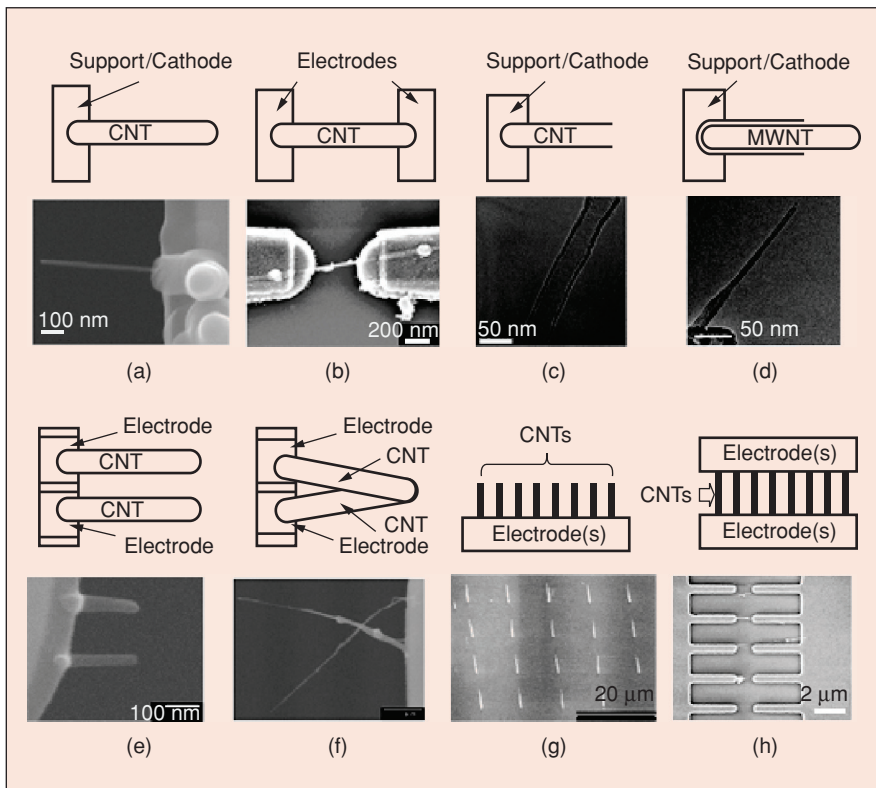 Support/Cathode
CNT
Electrodes
CNT
Support/Cathode
CNT
Support/Cathode
MWNT
100 nm
200 nm
50 nm
50 nm
(a)
(b)
(c)
(d)
Electrode
CNT
CNT
Electrode
Electrode
CNT
CNT
Electrode
CNTs
Electrode(s)
Electrode(s)
CNTs
Electrode(s)
100 nm
20 μm
2 μm
(e)
(f)
(g)
(h)